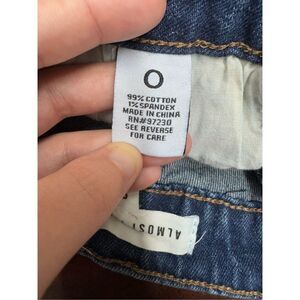 0
99% COTTON
1% SPANDEX
MADE IN CHINA
RN#97230
SEE REVERSE
FOR CARE
ALMOST